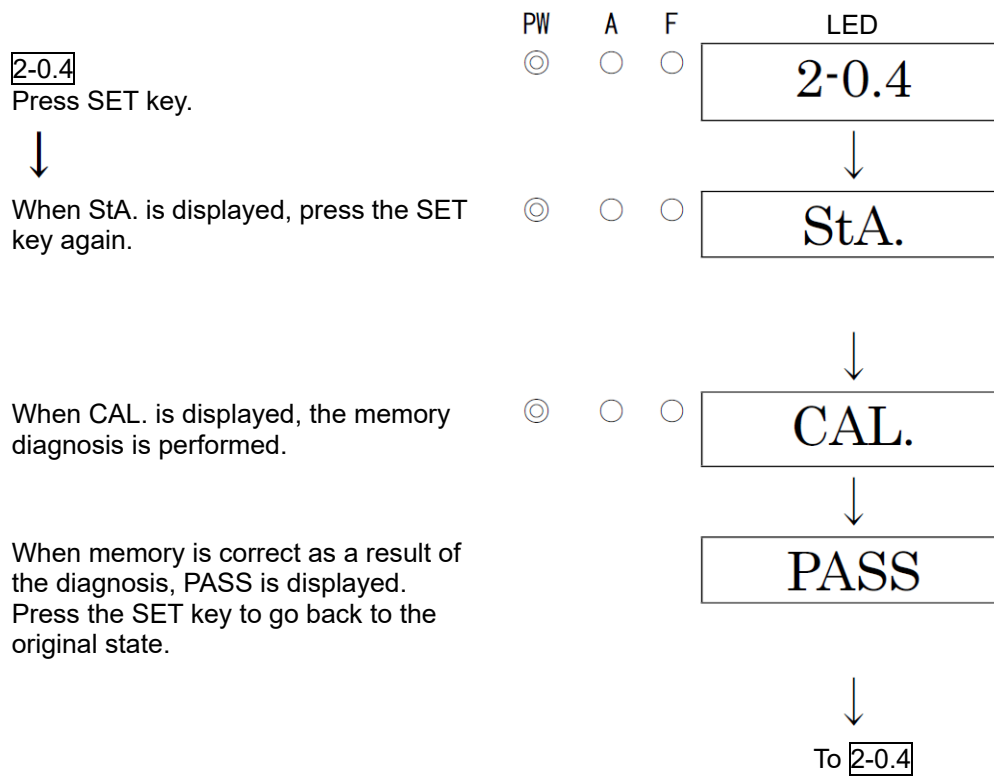 PW A F LED
2-0.4
Press SET key.
2-0.4
When StA. is displayed, press the SET
key again.
StA.
When CAL. is displayed, the memory
diagnosis is performed.
CAL.
When memory is correct as a result of
the diagnosis, PASS is displayed.
Press the SET key to go back to the
original state.
PASS
To 2-0.4